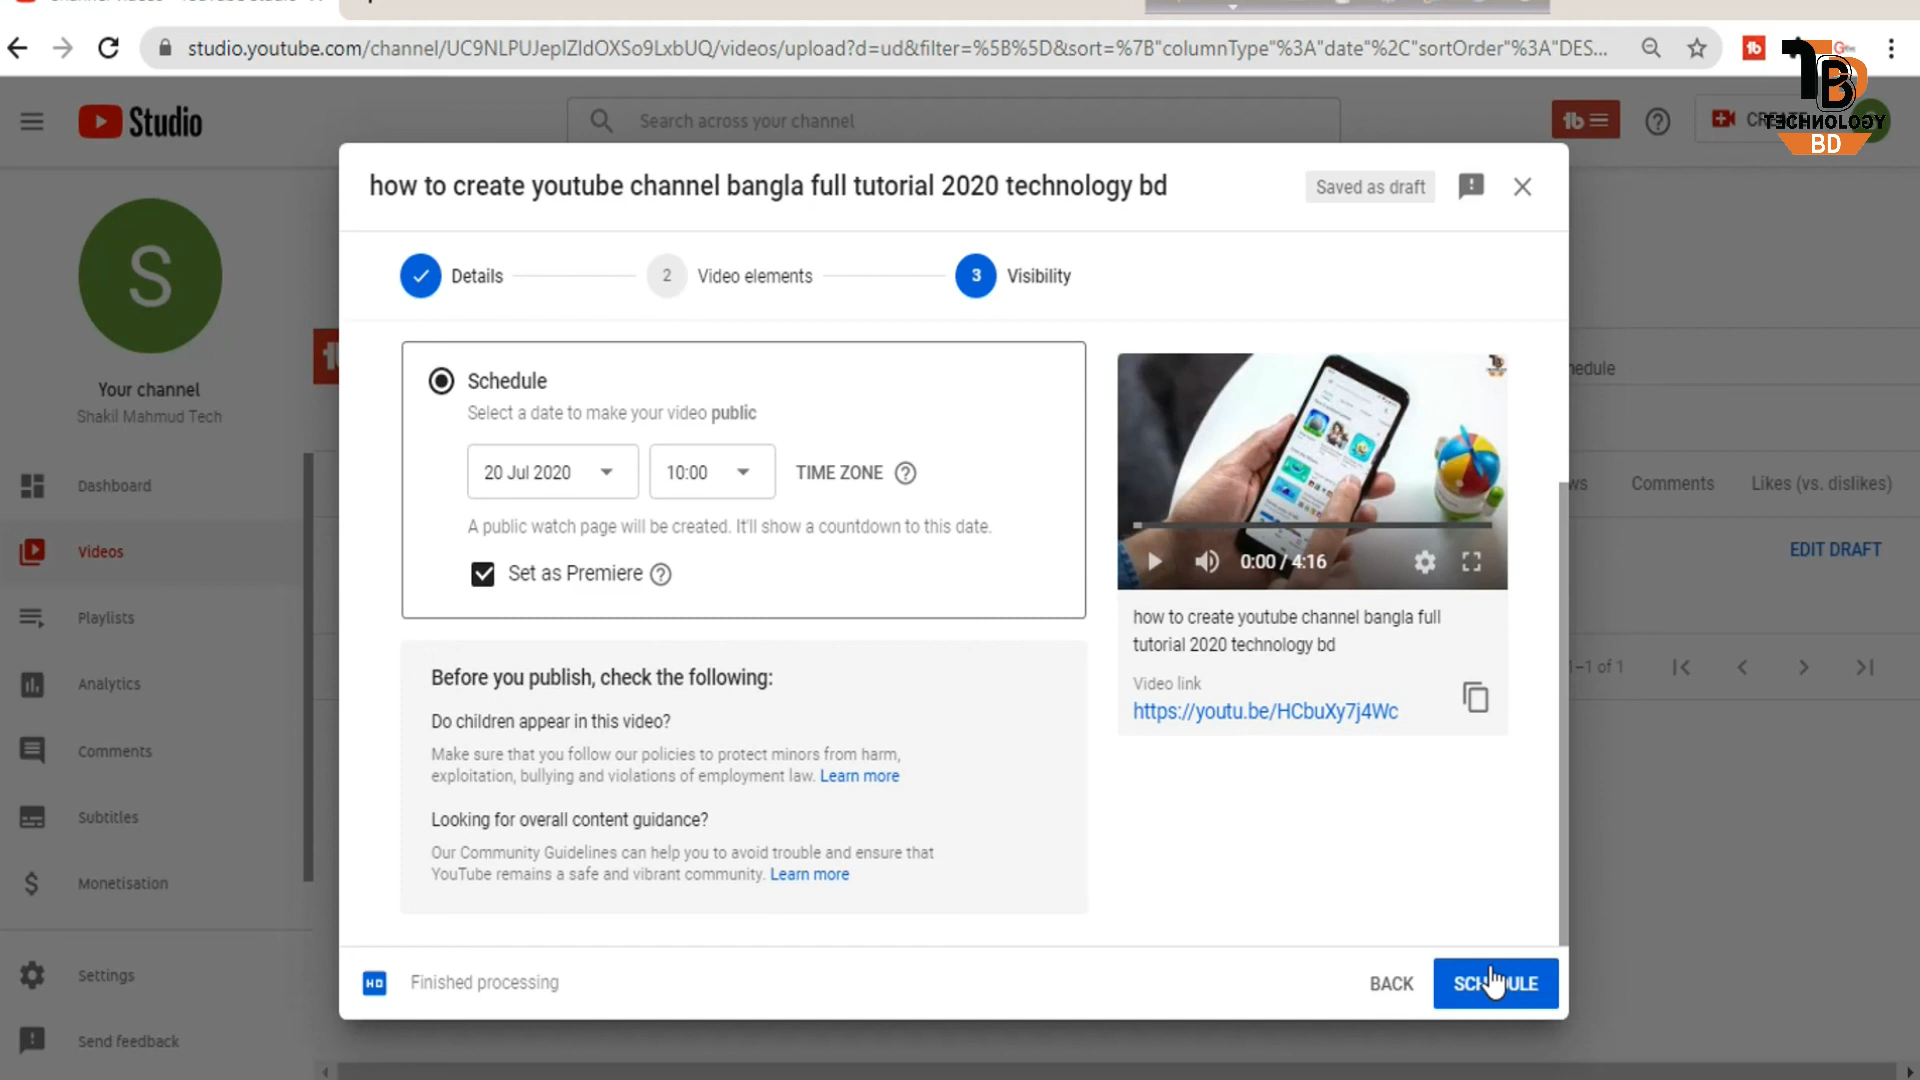 studio.youtube.com/channel/UC9NLPUJepIZIdOXSo9LxbUQ/videos/upload?d=ud&filter=%5B%5D&sort=%7B"columnType"%3A"date"%2C"sortOrder"%3A"DES...
Studio
Search across your channel
TECHNOLOGY
BD
how to create youtube channel bangla full tutorial 2020 technology bd
Saved as draft
Details
2 Video elements
3 Visibility
S
Your channel
Shakil Mahmud Tech
Dashboard
Videos
Playlists
Analytics
Comments
Subtitles
Monetisation
Settings
Send feedback
Schedule
Select a date to make your video public
20 Jul 2020
10:00
TIME ZONE
A public watch page will be created. It'll show a countdown to this date.
Set as Premiere
Before you publish, check the following:
Do children appear in this video?
Make sure that you follow our policies to protect minors from harm,
exploitation, bullying and violations of employment law. Learn more
Looking for overall content guidance?
Our Community Guidelines can help you to avoid trouble and ensure that
YouTube remains a safe and vibrant community. Learn more
0:00 / 4:16
how to create youtube channel bangla full
tutorial 2020 technology bd
Video link
https://youtu.be/HCbuXy7j4Wc
Comments
Likes (vs. dislikes)
EDIT DRAFT
1–1 of 1
HD
Finished processing
BACK
SCHEDULE